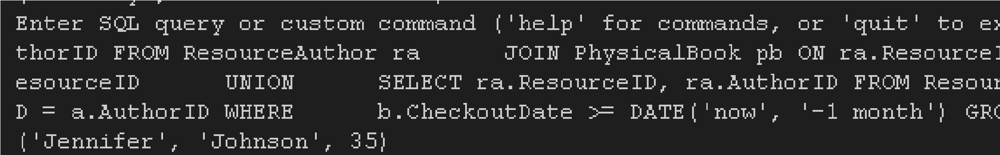 Enter SQL query or custom command ('help' for commands, or 'quit' to ex
thorID FROM ResourceAuthor ra      JOIN PhysicalBook pb ON ra.ResourceI
esourceID      UNION      SELECT ra.ResourceID, ra.AuthorID FROM Resour
D = a.AuthorID WHERE      b.CheckoutDate >= DATE('now', '-1 month') GRO
('Jennifer', 'Johnson', 35)